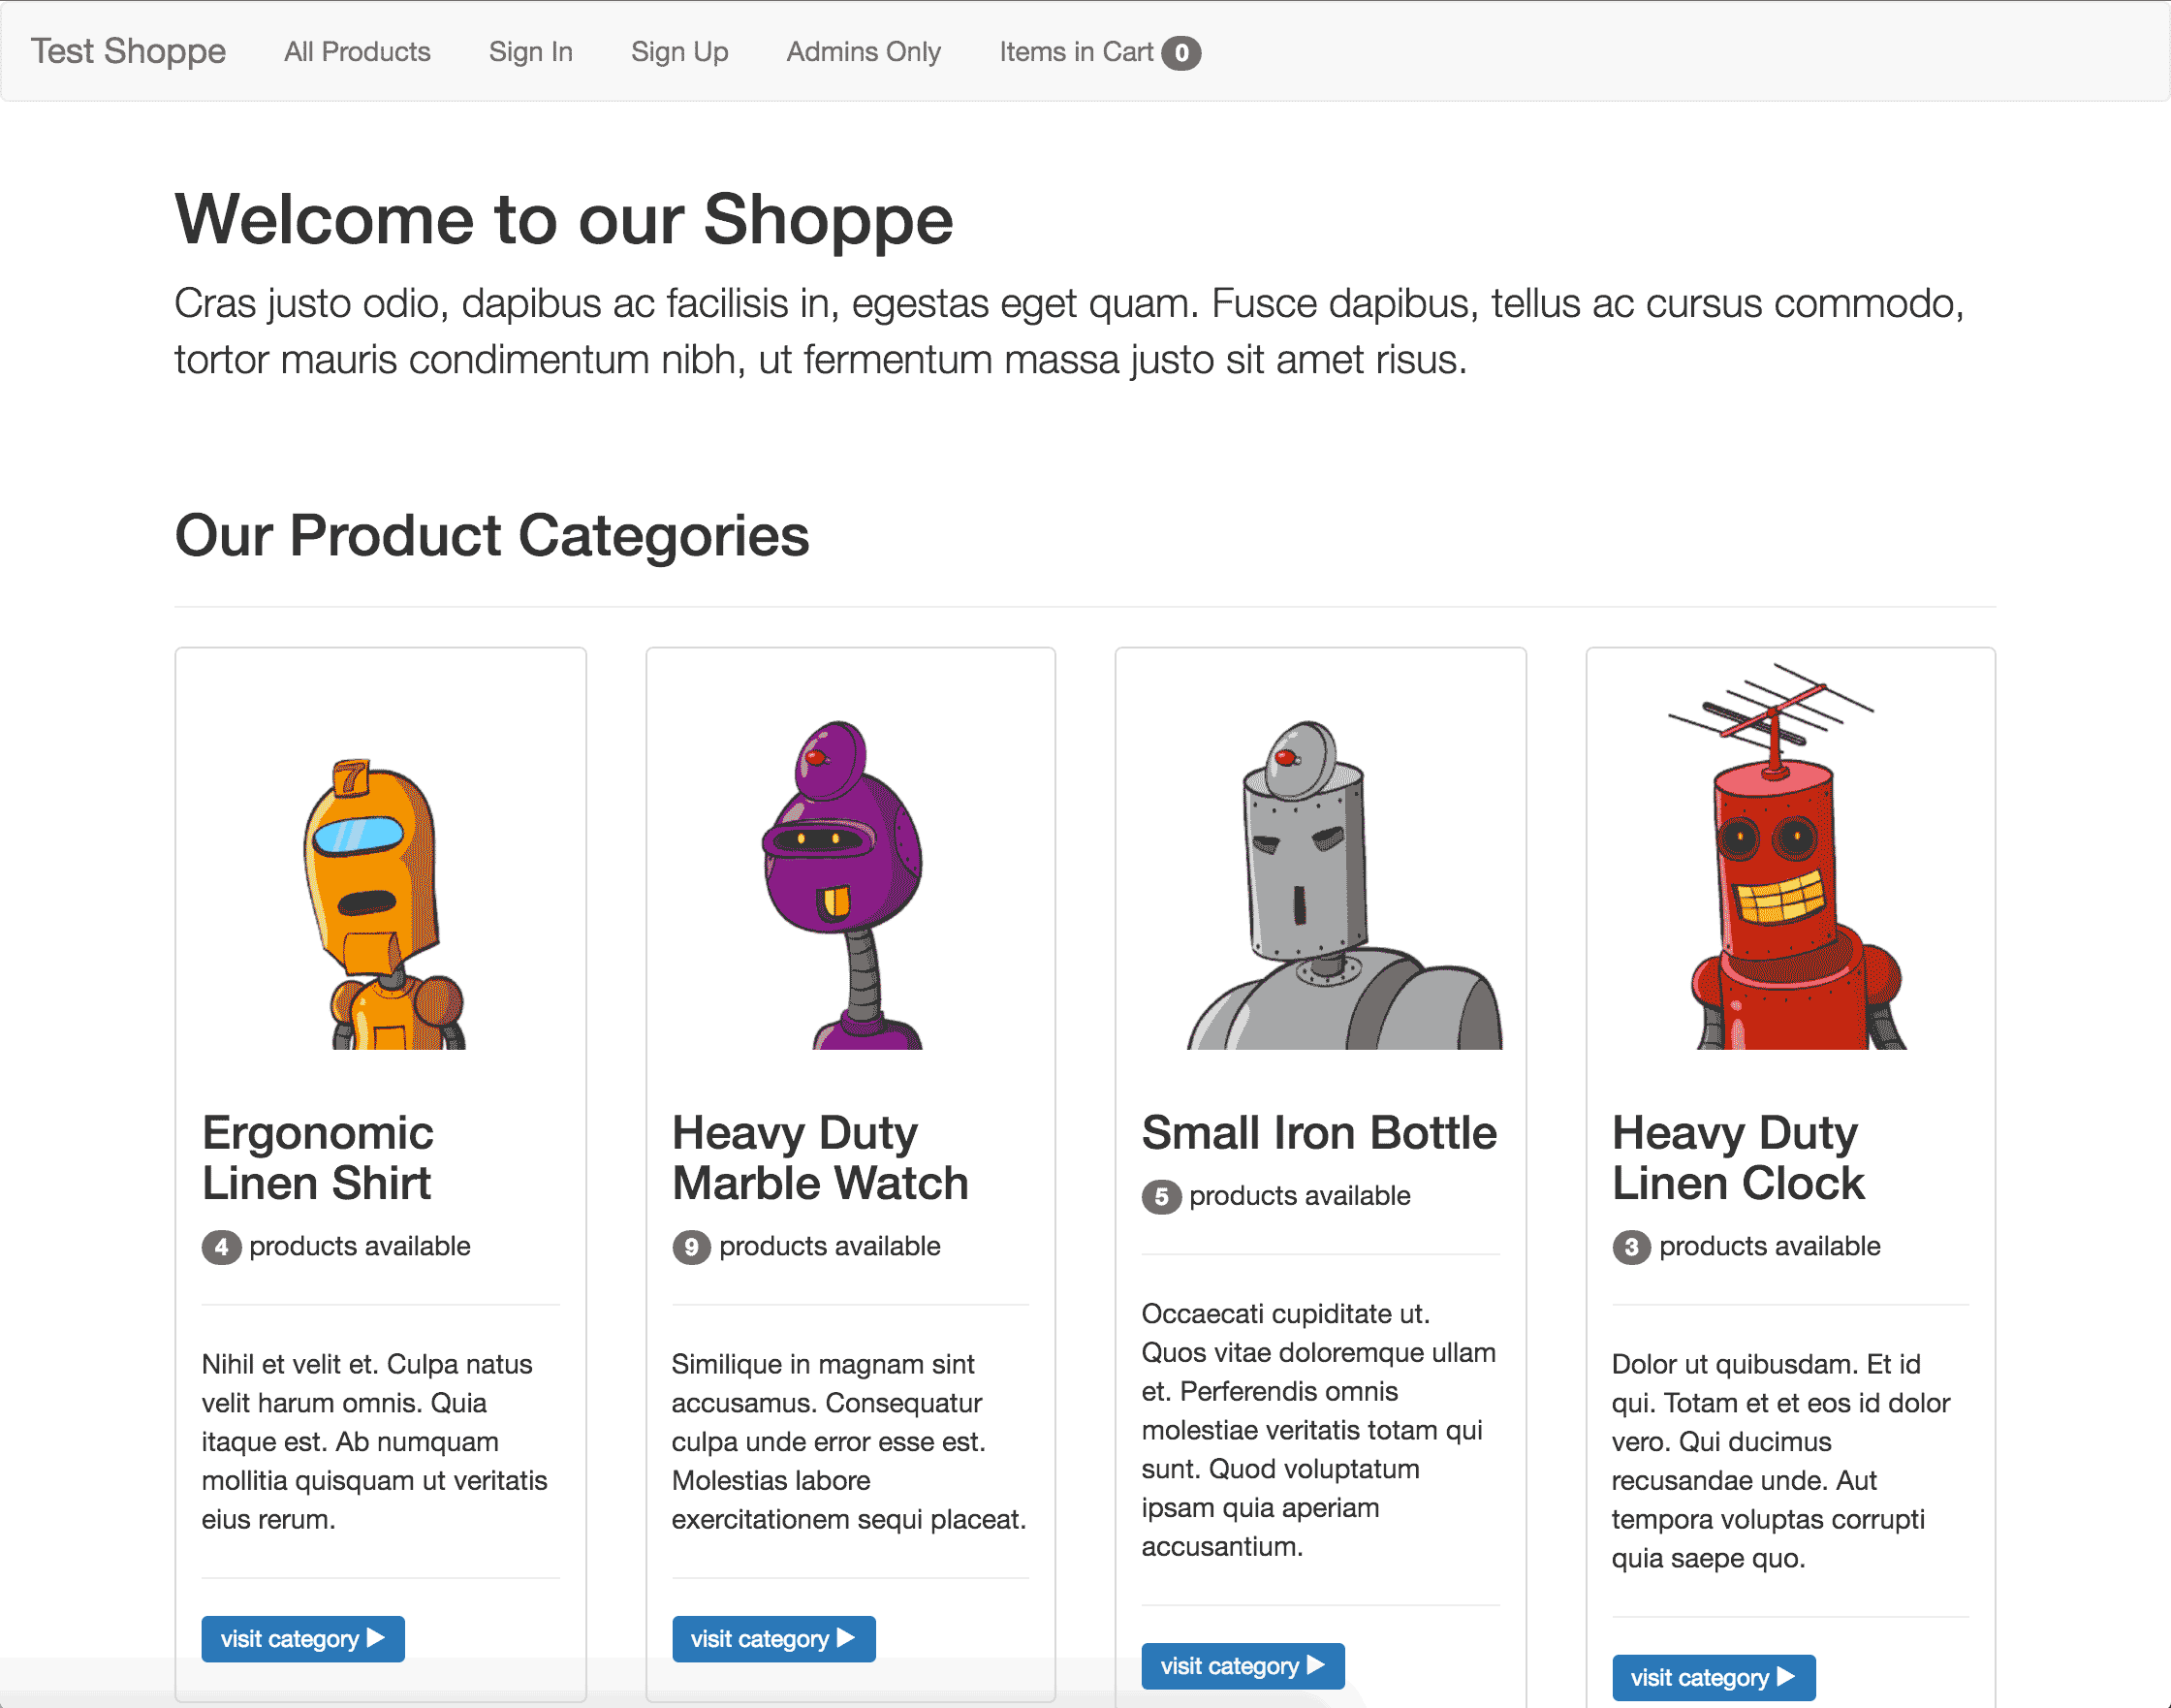 Test Shoppe All Products Sign In Sign Up Admins Only Items in Cart 0
Welcome to our Shoppe
Cras justo odio, dapibus ac facilisis in, egestas eget quam. Fusce dapibus, tellus ac cursus commodo,
tortor mauris condimentum nibh, ut fermentum massa justo sit amet risus.
Our Product Categories
7
Ergonomic
Linen Shirt
4 products available
Nihil et velit et. Culpa natus
velit harum omnis. Quia
itaque est. Ab numquam
mollitia quisquam ut veritatis
eius rerum.
visit category
Heavy Duty
Marble Watch
9 products available
Similique in magnam sint
accusamus. Consequatur
culpa unde error esse est.
Molestias labore
exercitationem sequi placeat.
visit category
Small Iron Bottle
5 products available
Occaecati cupiditate ut.
Quos vitae doloremque ullam
et. Perferendis omnis
molestiae veritatis totam qui
sunt. Quod voluptatum
ipsam quia aperiam
accusantium.
visit category
Heavy Duty
Linen Clock
3 products available
Dolor ut quibusdam. Et id
qui. Totam et et eos id dolor
vero. Qui ducimus
recusandae unde. Aut
tempora voluptas corrupti
quia saepe quo.
visit category